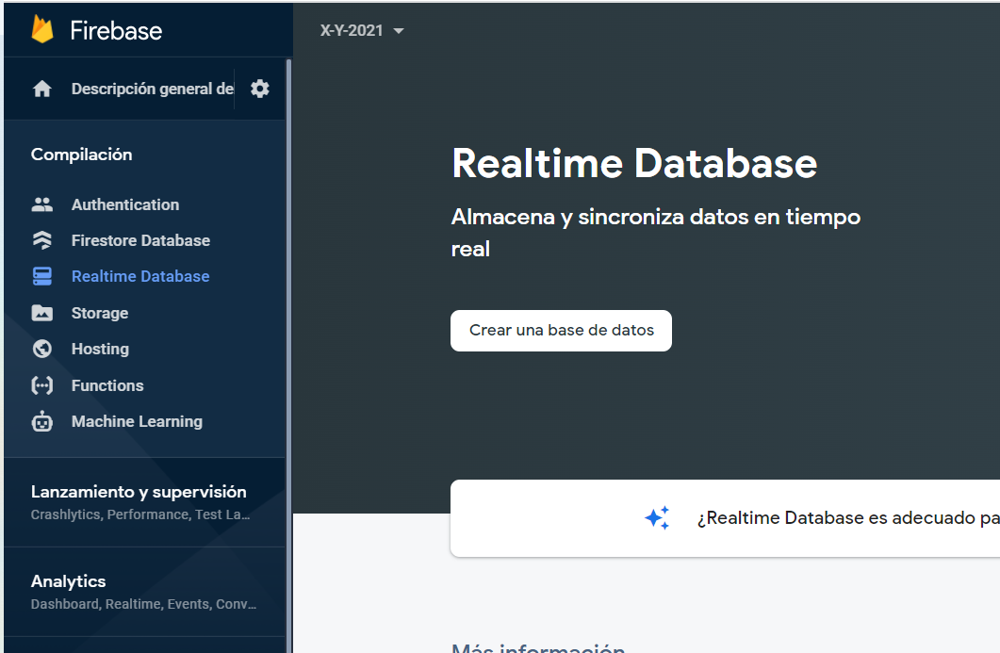 Firebase
X-Y-2021
Descripción general de
Compilación
Authentication
Firestore Database
Realtime Database
Storage
Hosting
Functions
Machine Learning
Lanzamiento y supervisión
Crashlytics, Performance, Test La...
Analytics
Dashboard, Realtime, Events, Conv...
Realtime Database
Almacena y sincroniza datos en tiempo
real
Crear una base de datos
¿Realtime Database es adecuado pa
Más información